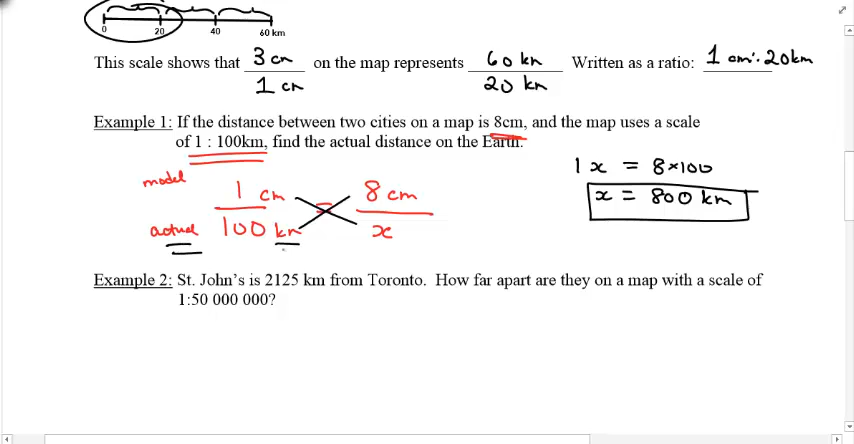 0 20 40 60 km
This scale shows that 3 cm on the map represents 60 km Written as a ratio: 1 cm : 20km
1 cm 20 km
Example 1: If the distance between two cities on a map is 8cm, and the map uses a scale
of 1 : 100km, find the actual distance on the Earth.
1 x = 8 × 100
model 1 cm = 8 cm
x = 800 km
actual 100 km x
Example 2: St. John's is 2125 km from Toronto. How far apart are they on a map with a scale of
1:50 000 000?